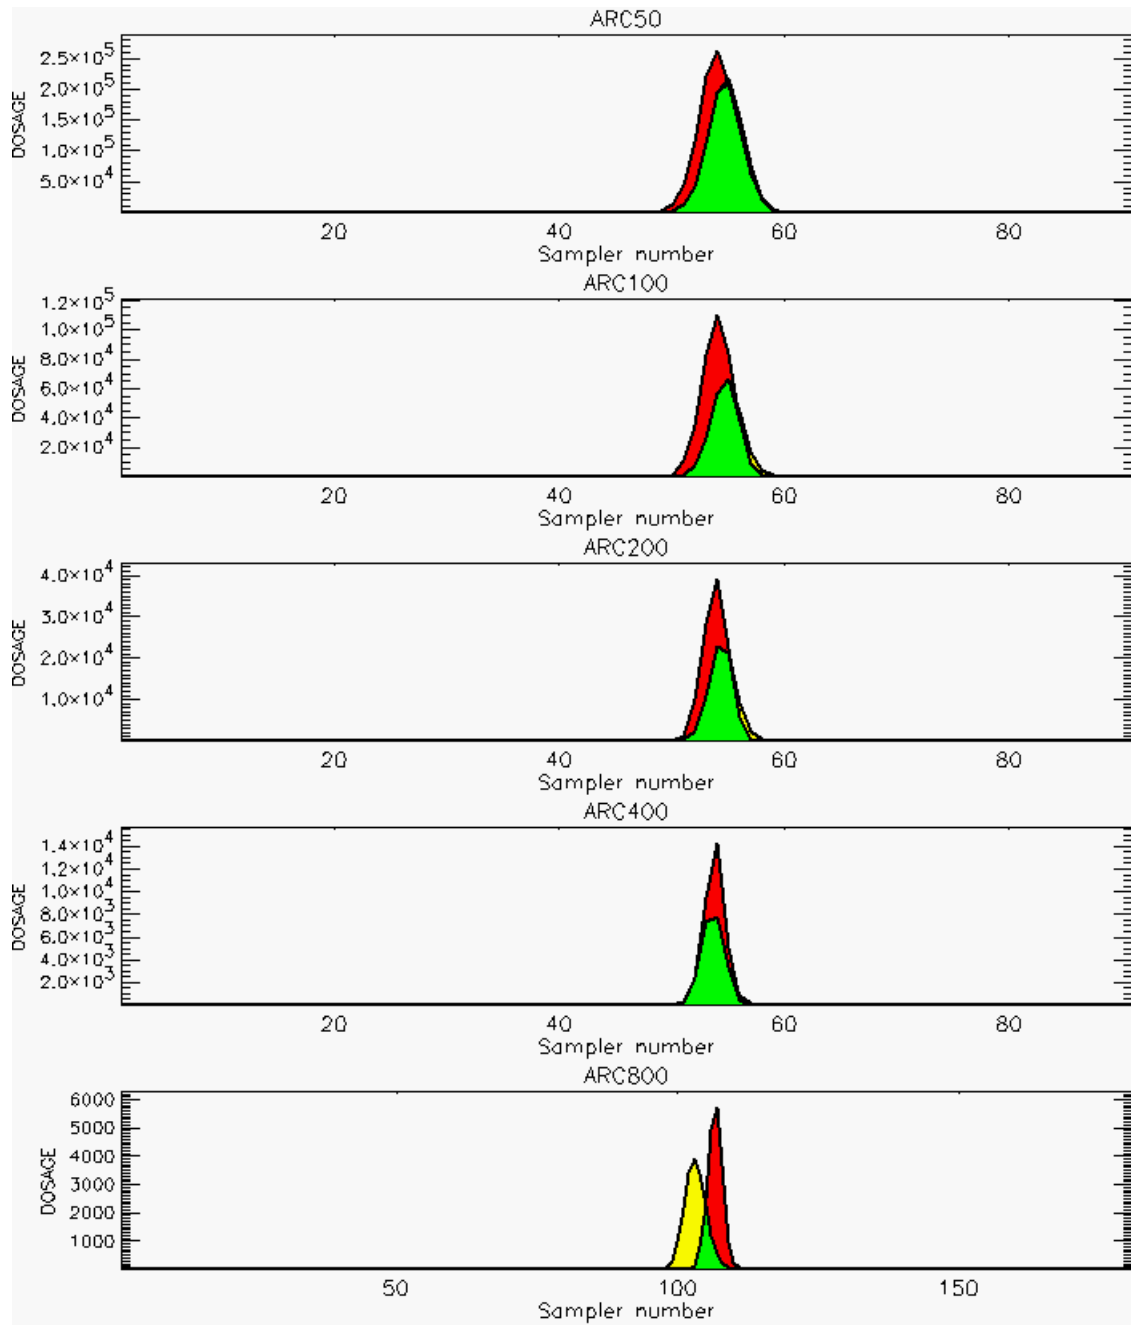 ARC50
2.5×10⁵
2.0×10⁵
1.5×10⁵
1.0×10⁵
5.0×10⁴
DOSAGE
20 40 60 80
Sampler number
ARC100
1.2×10⁵
1.0×10⁵
8.0×10⁴
6.0×10⁴
4.0×10⁴
2.0×10⁴
DOSAGE
20 40 60 80
Sampler number
ARC200
4.0×10⁴
3.0×10⁴
2.0×10⁴
1.0×10⁴
DOSAGE
20 40 60 80
Sampler number
ARC400
1.4×10⁴
1.2×10⁴
1.0×10⁴
8.0×10³
6.0×10³
4.0×10³
2.0×10³
DOSAGE
20 40 60 80
Sampler number
ARC800
6000
5000
4000
3000
2000
1000
DOSAGE
50 100 150
Sampler number